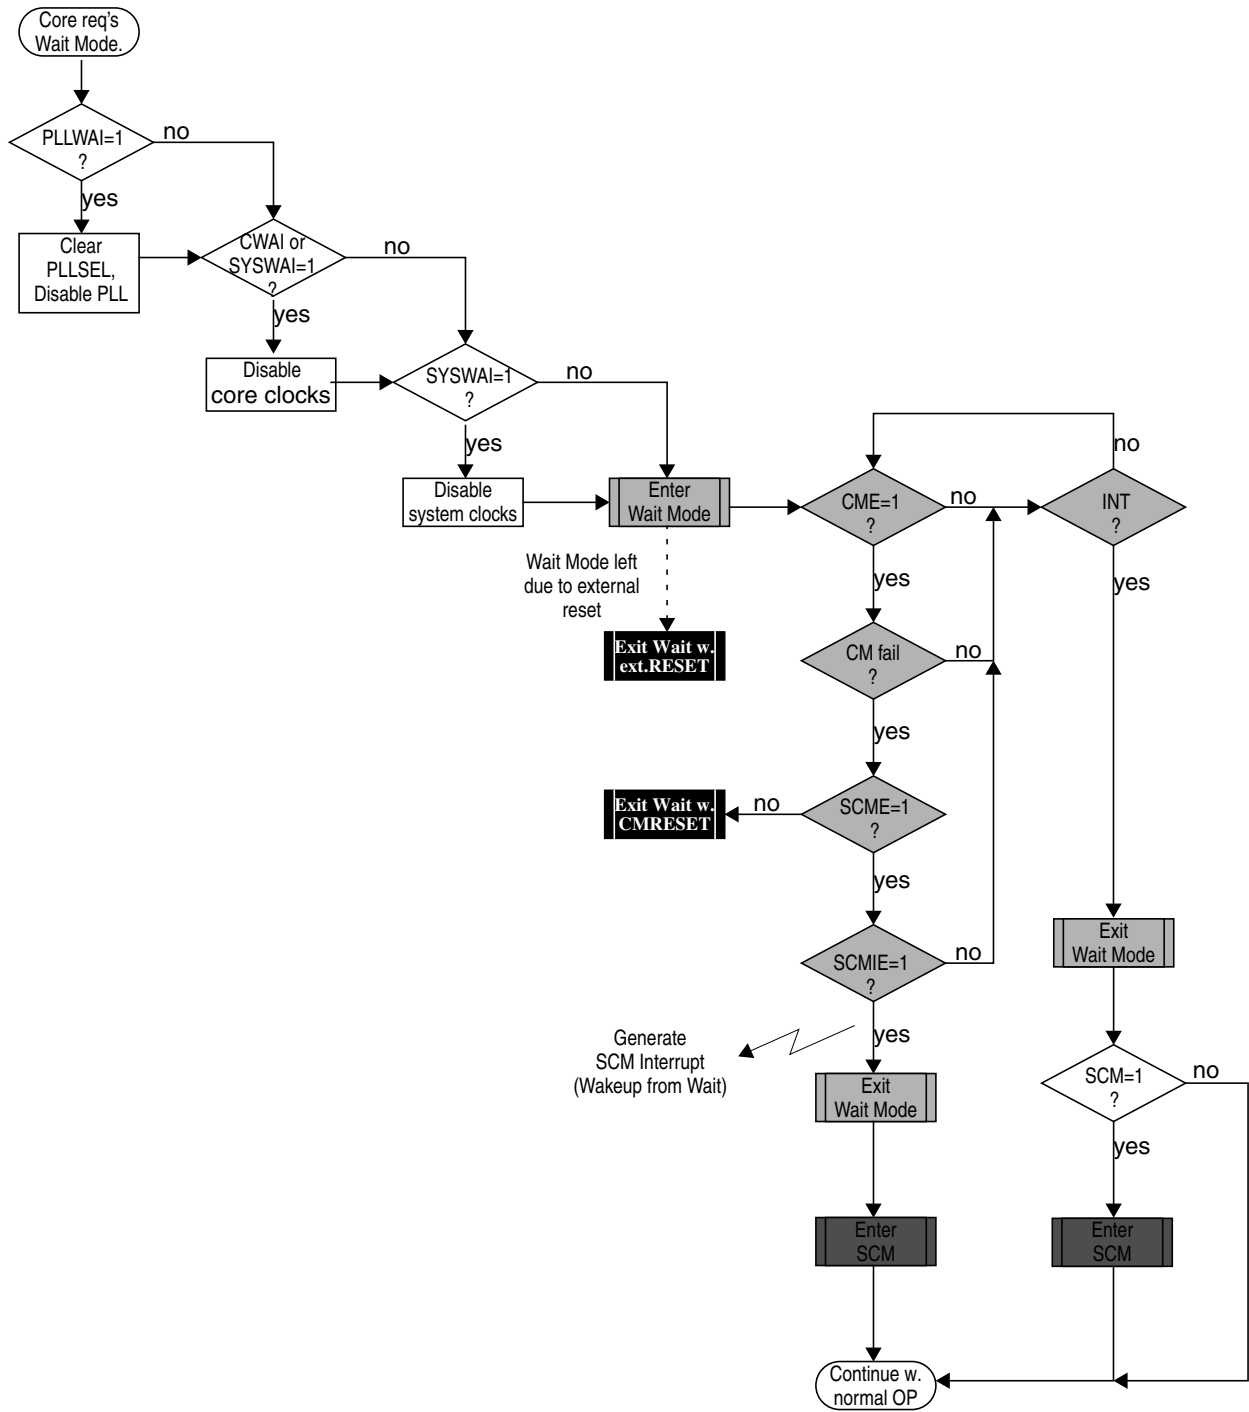 Core req's
Wait Mode.
PLLWAI=1
?
no
yes
Clear
PLLSEL,
Disable PLL
CWAI or
SYSWAI=1
?
no
yes
Disable
core clocks
SYSWAI=1
?
no
yes
Disable
system clocks
Enter
Wait Mode
Wait Mode left
due to external
reset
Exit Wait w.
ext.RESET
CME=1
?
no
yes
INT
?
no
yes
CM fail
?
no
yes
SCME=1
?
no
yes
Exit Wait w.
CMRESET
SCMIE=1
?
no
yes
Generate
SCM Interrupt
(Wakeup from Wait)
Exit
Wait Mode
Enter
SCM
Exit
Wait Mode
SCM=1
?
no
yes
Enter
SCM
Continue w.
normal OP